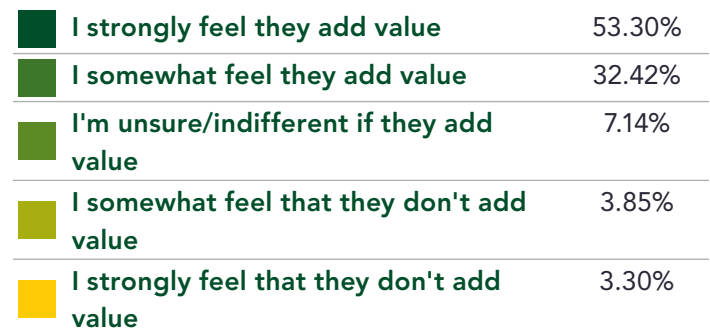 I strongly feel they add value 53.30%
I somewhat feel they add value 32.42%
I'm unsure/indifferent if they add 7.14%
value
I somewhat feel that they don't add 3.85%
value
I strongly feel that they don't add 3.30%
value